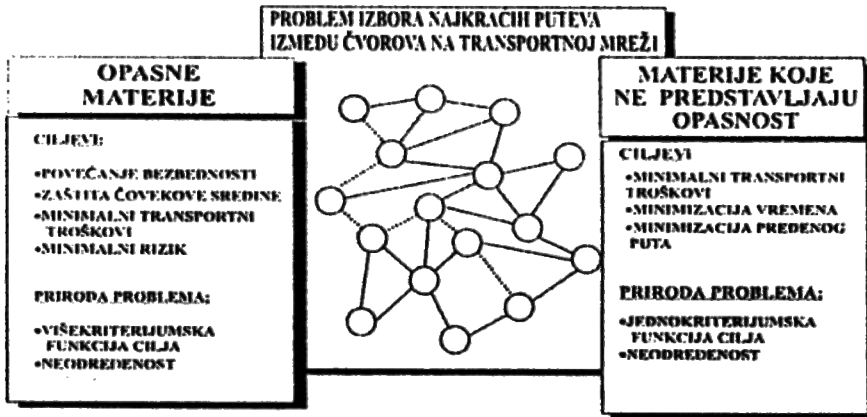 PROBLEM IZBORA NAJKRAĆIH PUTEVA
IZMEĐU ČVOROVA NA TRANSPORTNOJ MREŽI
OPASNE
MATERIJE
CILJEVI:
•POVEĆANJE BEZBEDNOSTI
•ZAŠTITA ČOVEKOVE SREDINE
•MINIMALNI TRANSPORTNI
TROŠKOVI
•MINIMALNI RIZIK
PRIRODA PROBLEMA:
•VIŠEKRITERIJUMSKA
FUNKCIJA CILJA
•NEODREĐENOST
MATERIJE KOJE
NE PREDSTAVLJAJU
OPASNOST
CILJEVI
•MINIMALNI TRANSPORTNI
TROŠKOVI
•MINIMIZACIJA VREMENA
•MINIMIZACIJA PREĐENOG
PUTA
PRIRODA PROBLEMA:
•JEDNOKRITERIJUMSKA
FUNKCIJA CILJA
•NEODREĐENOST